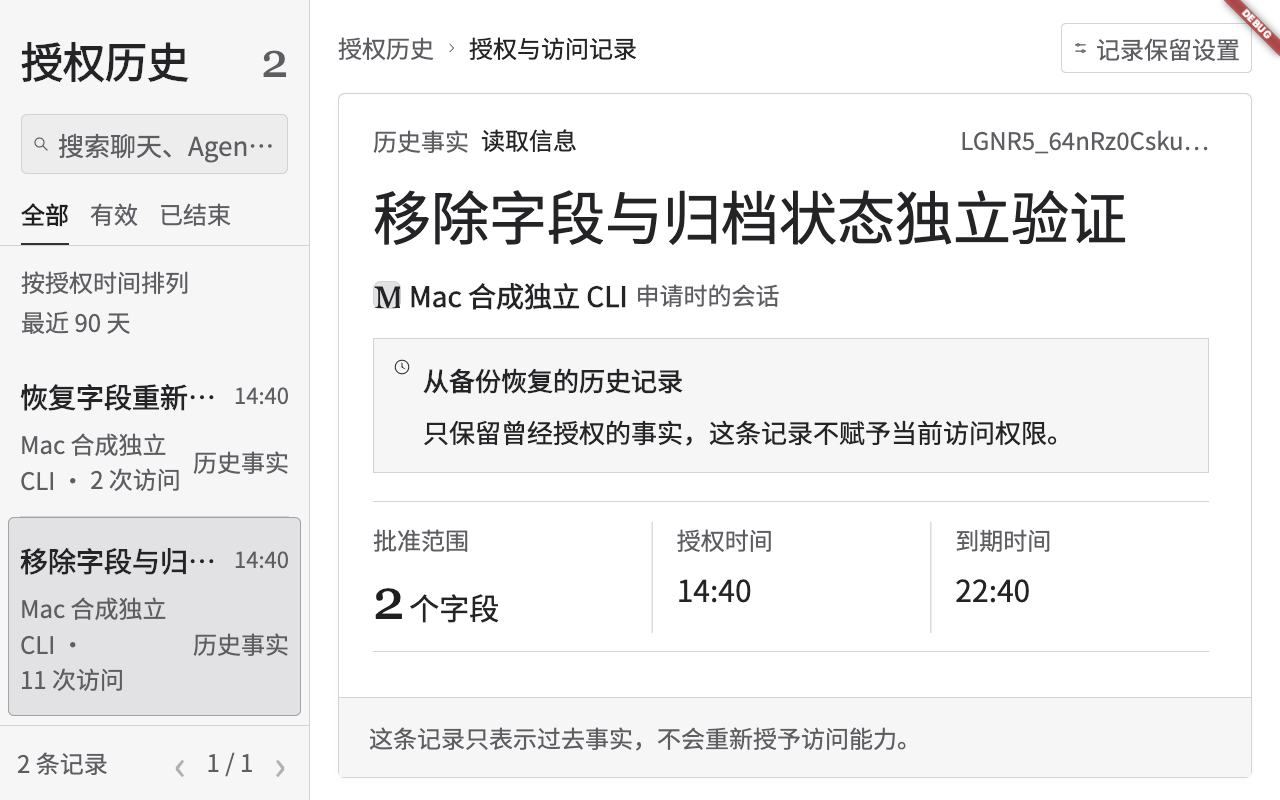 授权历史 2
搜索聊天、Agen…
全部 有效 已结束
按授权时间排列
最近 90 天
恢复字段重新… 14:40
Mac 合成独立
CLI · 2 次访问
历史事实
移除字段与归… 14:40
Mac 合成独立
CLI ·
11 次访问
历史事实
2 条记录
1 / 1
授权历史 › 授权与访问记录
记录保留设置
DEBUG
历史事实 读取信息
LGNR5_64nRz0Csku…
移除字段与归档状态独立验证
M Mac 合成独立 CLI 申请时的会话
从备份恢复的历史记录
只保留曾经授权的事实，这条记录不赋予当前访问权限。
批准范围
2 个字段
授权时间
14:40
到期时间
22:40
这条记录只表示过去事实，不会重新授予访问能力。